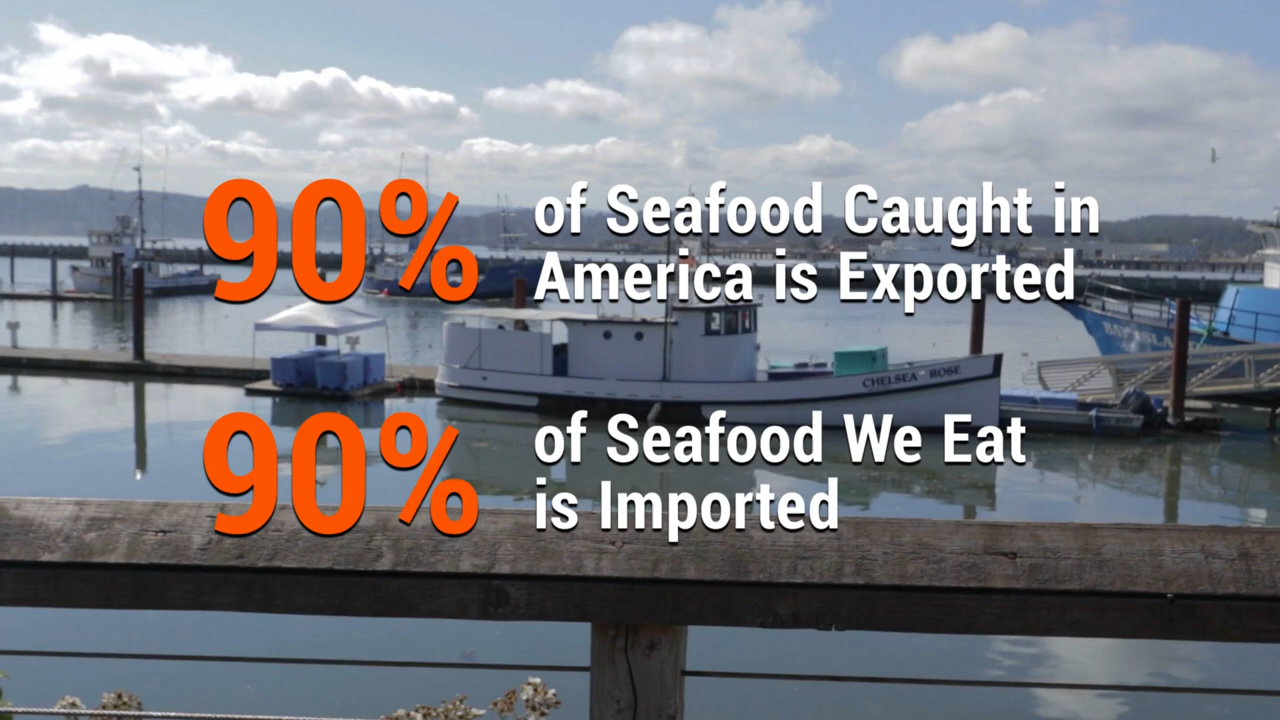 90%
of Seafood Caught in
America is Exported
CHELSEA ROSE
90%
of Seafood We Eat
is Imported